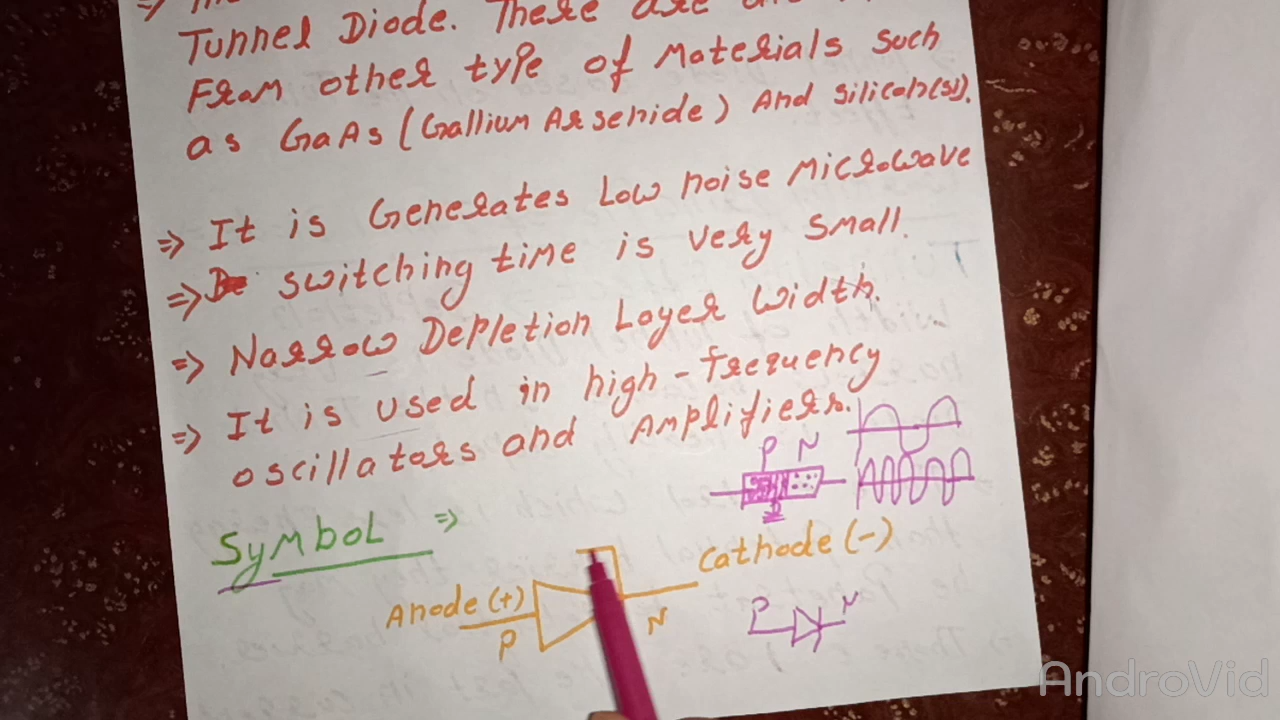 Tunnel Diode. These are
From other type of Materials such
as GaAs (Gallium Arsenide) And silicon(si).
⇒ It is Generates Low noise Microwave
⇒ switching time is very small.
⇒ Narrow Depletion Layer Width.
⇒ It is used in high-frequency
oscillators and Amplifiers.
P N
Symbol ⇒
Cathode (-)
Anode (+)
P
N
P N
AndroVid